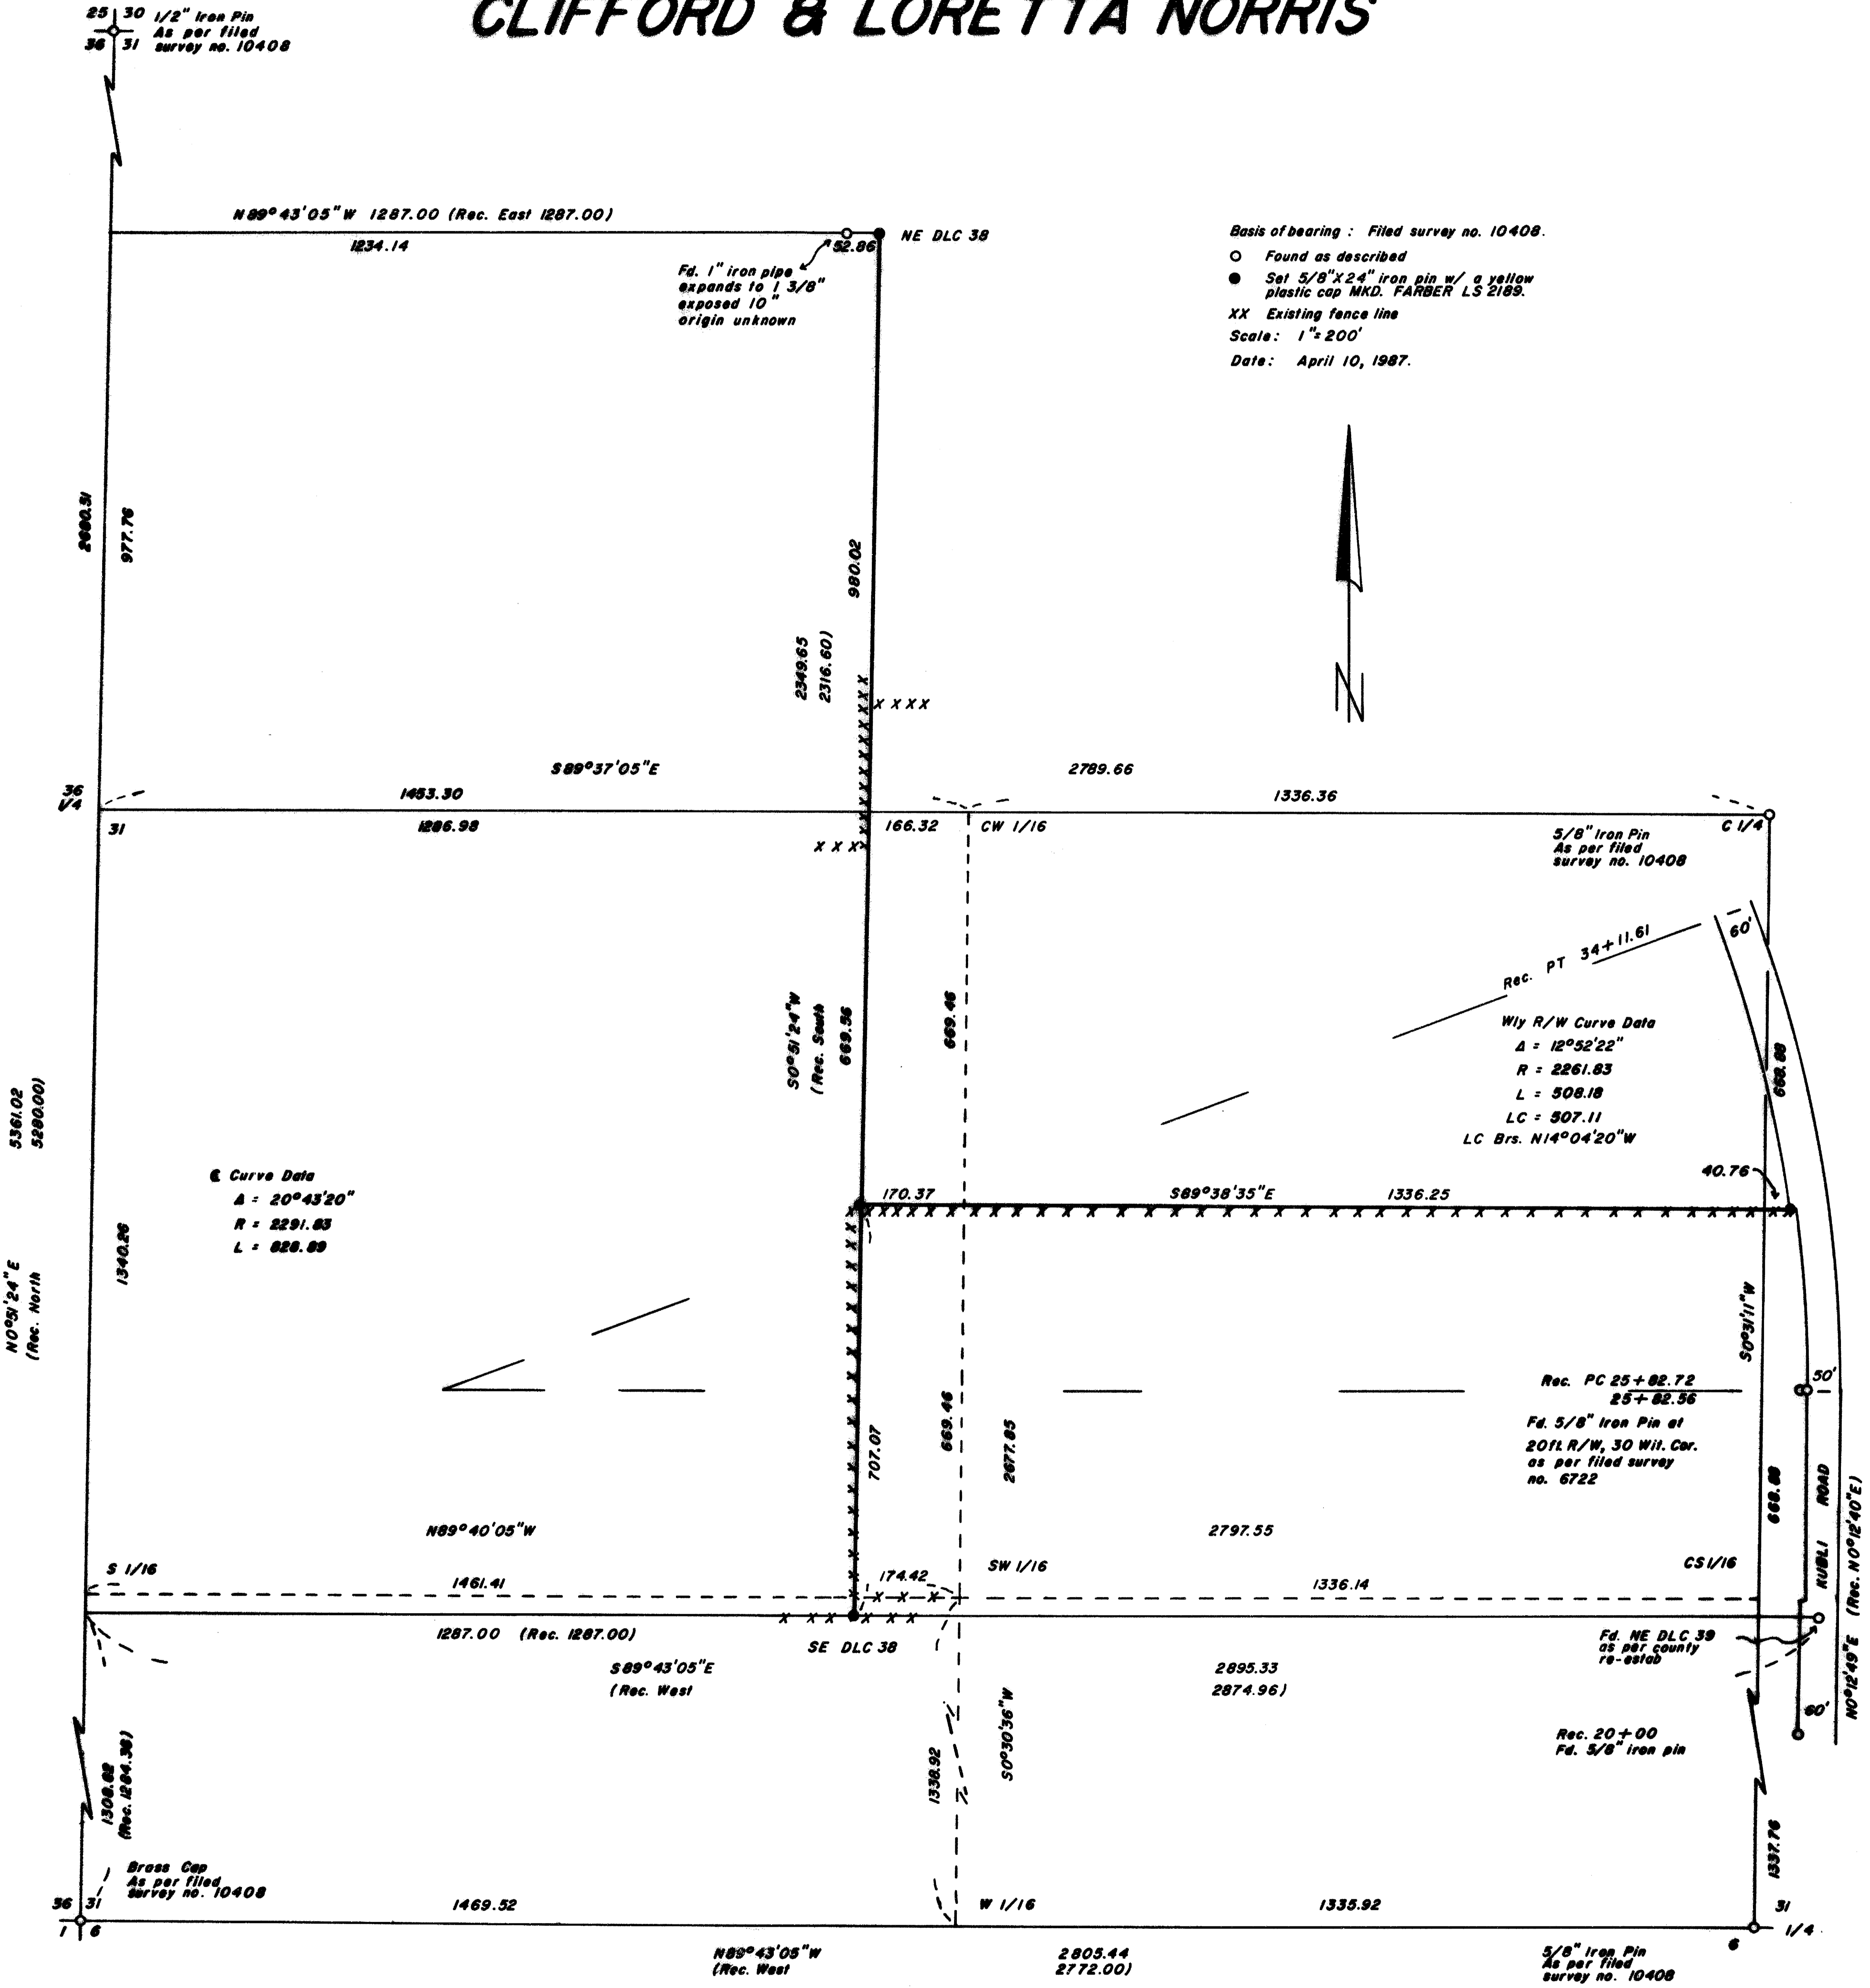 CLIFFORD & LORETTA NORRIS
25 30
36 31
1/2" Iron Pin
As per filed
survey no. 10408
N89°43'05"W 1287.00 (Rec. East 1287.00)
1234.14
52.86
NE DLC 38
Fd. 1" iron pipe
expands to 1 3/8"
exposed 10"
origin unknown
Basis of bearing : Filed survey no. 10408.
Found as described
Set 5/8"X24" iron pin w/ a yellow
plastic cap MKD. FARBER LS 2189.
XX Existing fence line
Scale: 1"=200'
Date: April 10, 1987.
N
2680.51
977.76
980.02
2349.65
2316.60)
S89°37'05"E
2789.66
36
1/4
31
1453.30
1286.98
166.32
CW 1/16
1336.36
C 1/4
5/8" Iron Pin
As per filed
survey no. 10408
Rec. PT 34+11.61
60'
Wly R/W Curve Data
Δ = 12°52'22"
R = 2261.83
L = 508.18
LC = 507.11
LC Brs. N14°04'20"W
668.88
S0°51'24"W
(Rec. South
669.56
669.46
5361.02
5280.00)
N0°51'24"E
(Rec. North
1340.26
℄ Curve Data
Δ = 20°43'20"
R = 2291.83
L = 828.89
170.37
S89°38'35"E
1336.25
40.76
S0°31'11"W
Rec. PC 25+82.72
25+82.56
50'
Fd. 5/8" Iron Pin at
20ft. R/W, 30 Wit. Cor.
as per filed survey
no. 6722
707.07
669.46
2677.85
668.88
KUBLI ROAD
N0°12'49"E (Rec. N0°12'40"E)
N89°40'05"W
2797.55
S 1/16
1461.41
174.42
SW 1/16
1336.14
CS1/16
1287.00 (Rec. 1287.00)
SE DLC 38
Fd. NE DLC 39
as per county
re-estab
S89°43'05"E
(Rec. West
2895.33
2874.96)
60'
Rec. 20+00
Fd. 5/8" iron pin
1308.62
(Rec. 1284.36)
1338.92
S0°30'36"W
1337.76
Brass Cap
As per filed
survey no. 10408
36 31
1 6
1469.52
W 1/16
1335.92
31
1/4
6
N89°43'05"W
(Rec. West
2805.44
2772.00)
5/8" Iron Pin
As per filed
survey no. 10408